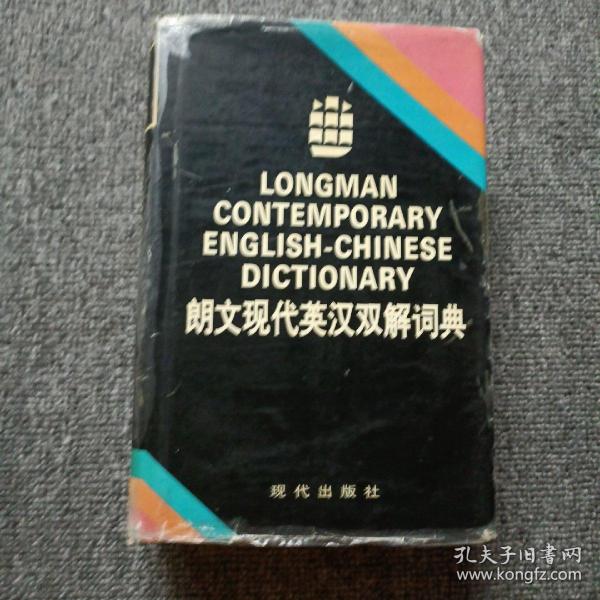 LONGMAN
CONTEMPORARY
ENGLISH-CHINESE
DICTIONARY
朗文现代英汉双解词典
现代出版社
孔夫子旧书网
www.kongfz.com